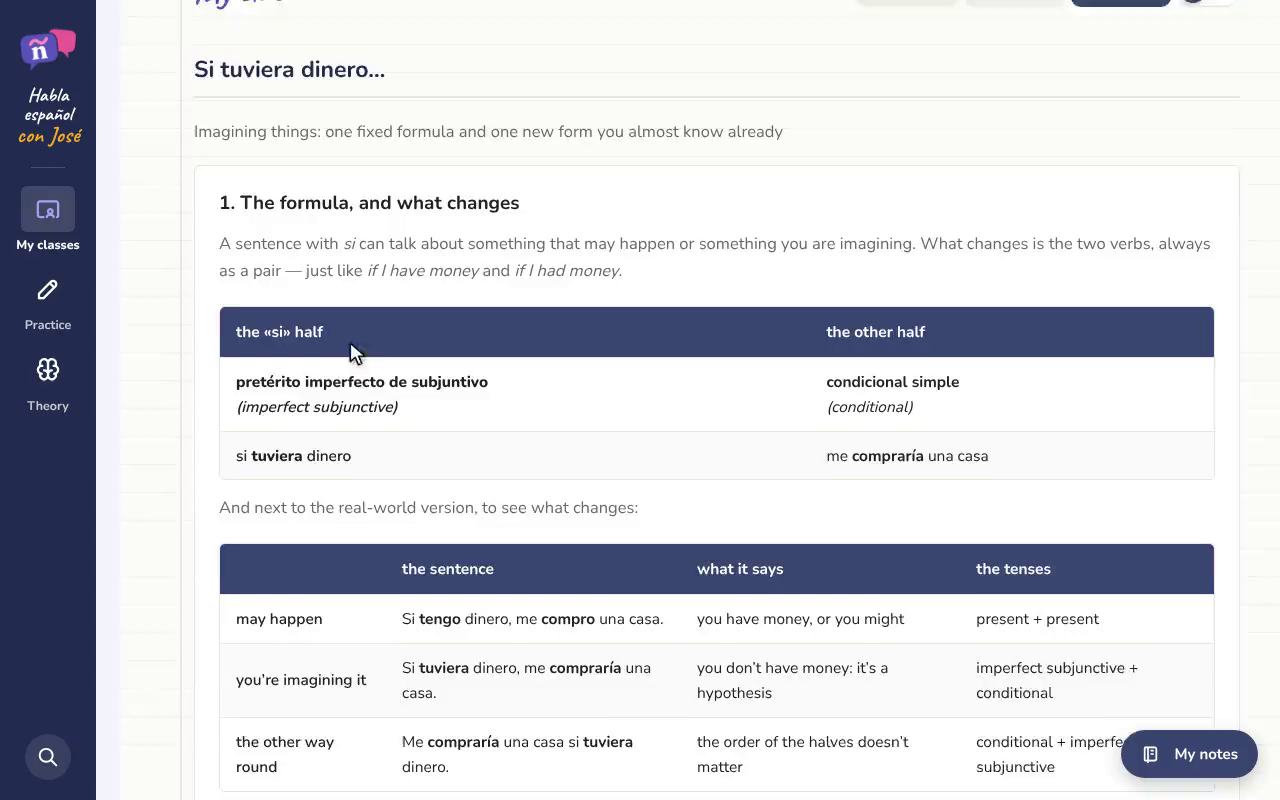 Habla
español
con José
My classes
Practice
Theory
Si tuviera dinero...
Imagining things: one fixed formula and one new form you almost know already
1. The formula, and what changes
A sentence with si can talk about something that may happen or something you are imagining. What changes is the two verbs, always
as a pair — just like if I have money and if I had money.
the «si» half
the other half
pretérito imperfecto de subjuntivo
(imperfect subjunctive)
condicional simple
(conditional)
si tuviera dinero
me compraría una casa
And next to the real-world version, to see what changes:
the sentence
what it says
the tenses
may happen
Si tengo dinero, me compro una casa.
you have money, or you might
present + present
you're imagining it
Si tuviera dinero, me compraría una
casa.
you don't have money: it's a
hypothesis
imperfect subjunctive +
conditional
the other way
round
Me compraría una casa si tuviera
dinero.
the order of the halves doesn't
matter
conditional +
subjunctive
My notes